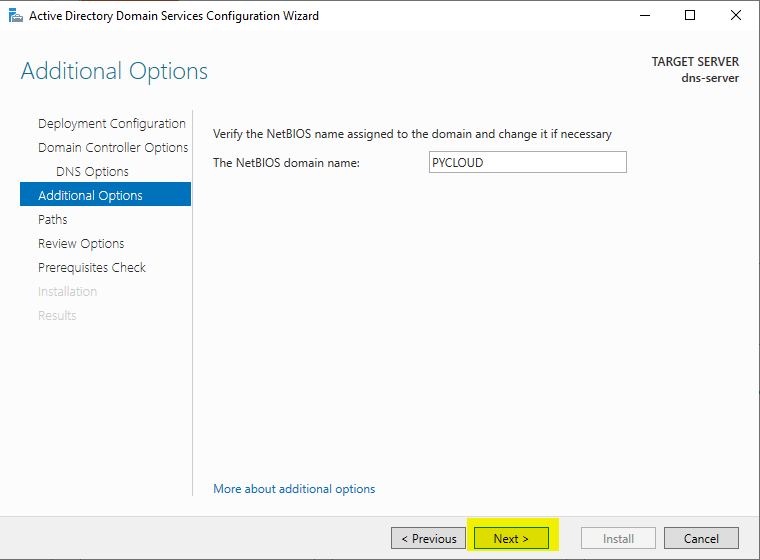 Active Directory Domain Services Configuration Wizard
Additional Options
TARGET SERVER
dns-server
Deployment Configuration
Domain Controller Options
DNS Options
Additional Options
Paths
Review Options
Prerequisites Check
Installation
Results
Verify the NetBIOS name assigned to the domain and change it if necessary
The NetBIOS domain name: PYCLOUD
More about additional options
< Previous Next > Install Cancel